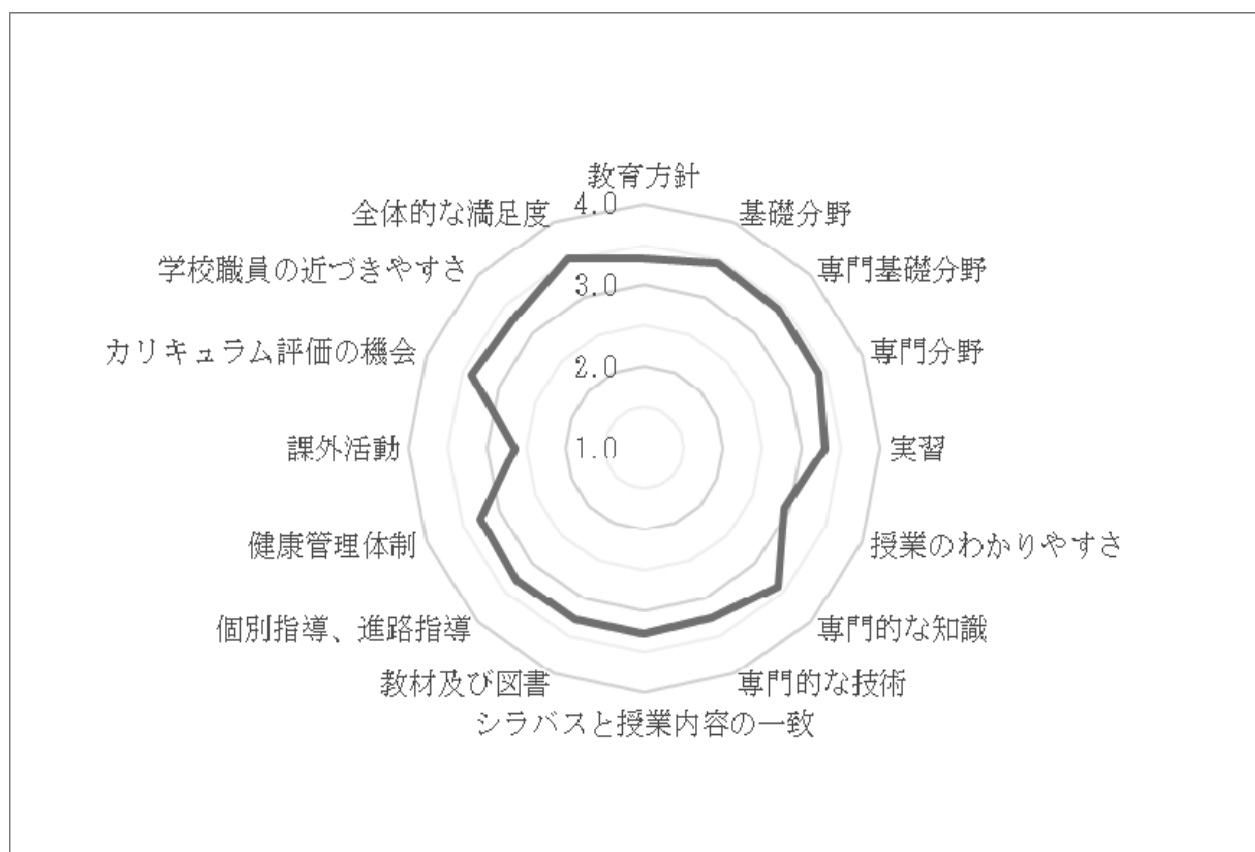 教育方針
4.0
全体的な満足度
基礎分野
学校職員の近づきやすさ
専門基礎分野
3.0
カリキュラム評価の機会
専門分野
2.0
課外活動
1.0
実習
健康管理体制
授業のわかりやすさ
個別指導、進路指導
専門的な知識
教材及び図書
専門的な技術
シラバスと授業内容の一致